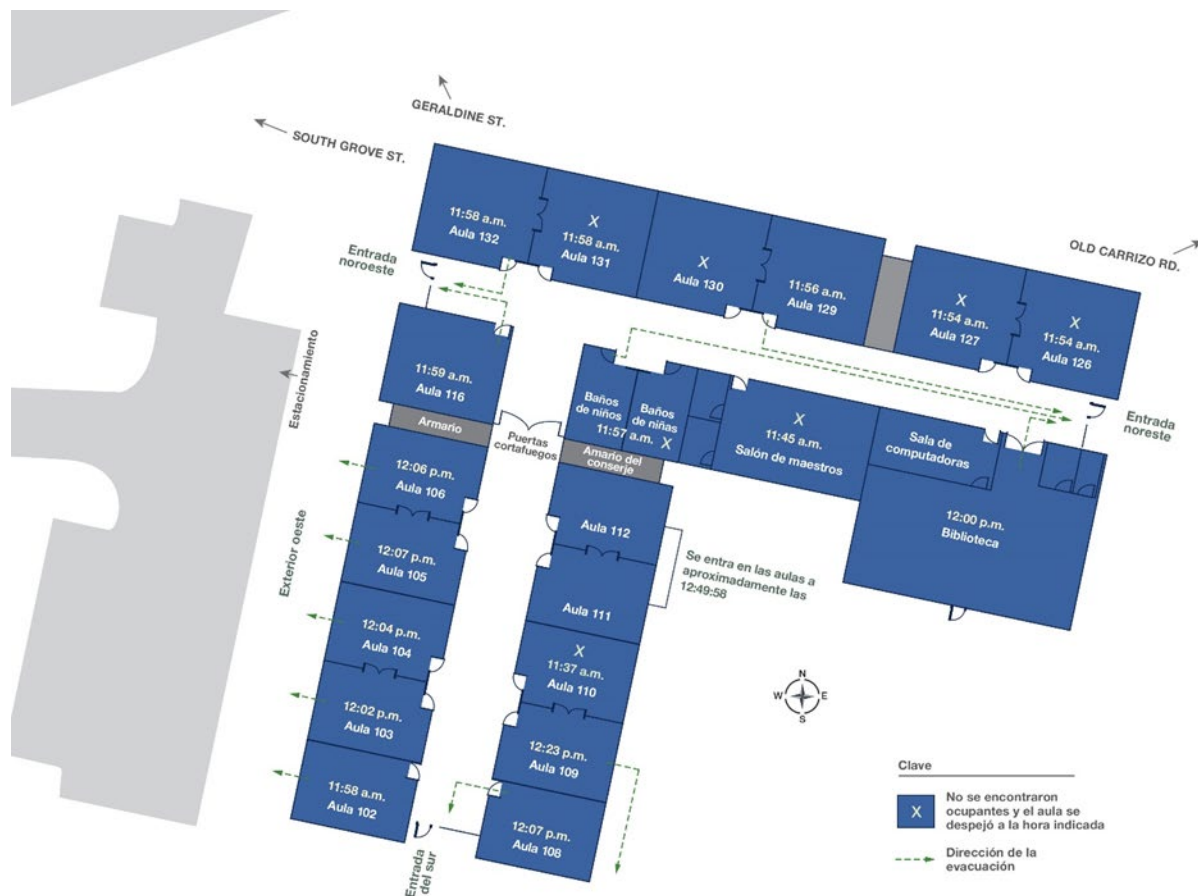 GERALDINE ST.
SOUTH GROVE ST.
OLD CARRIZO RD.
11:58 a.m.
Aula 132
X
11:58 a.m.
Aula 131
X
Aula 130
11:56 a.m.
Aula 129
X
11:54 a.m.
Aula 127
X
11:54 a.m.
Aula 126
Entrada
noroeste
Entrada
noreste
Estacionamiento
11:59 a.m.
Aula 116
Armario
Puertas
cortafuegos
Baños
de niños
Baños
de niñas
11:57 a.m.
X
Amario del
conserje
X
11:45 a.m.
Salón de maestros
Sala de
computadoras
12:00 p.m.
Biblioteca
12:06 p.m.
Aula 106
12:07 p.m.
Aula 105
12:04 p.m.
Aula 104
12:02 p.m.
Aula 103
11:58 a.m.
Aula 102
Exterior oeste
Aula 112
Aula 111
Se entra en las aulas a
aproximadamente las
12:49:58
X
11:37 a.m.
Aula 110
12:23 p.m.
Aula 109
12:07 p.m.
Aula 108
Entrada
del sur
N
W
E
S
Clave
X
No se encontraron
ocupantes y el aula se
despejó a la hora indicada
Dirección de la
evacuación